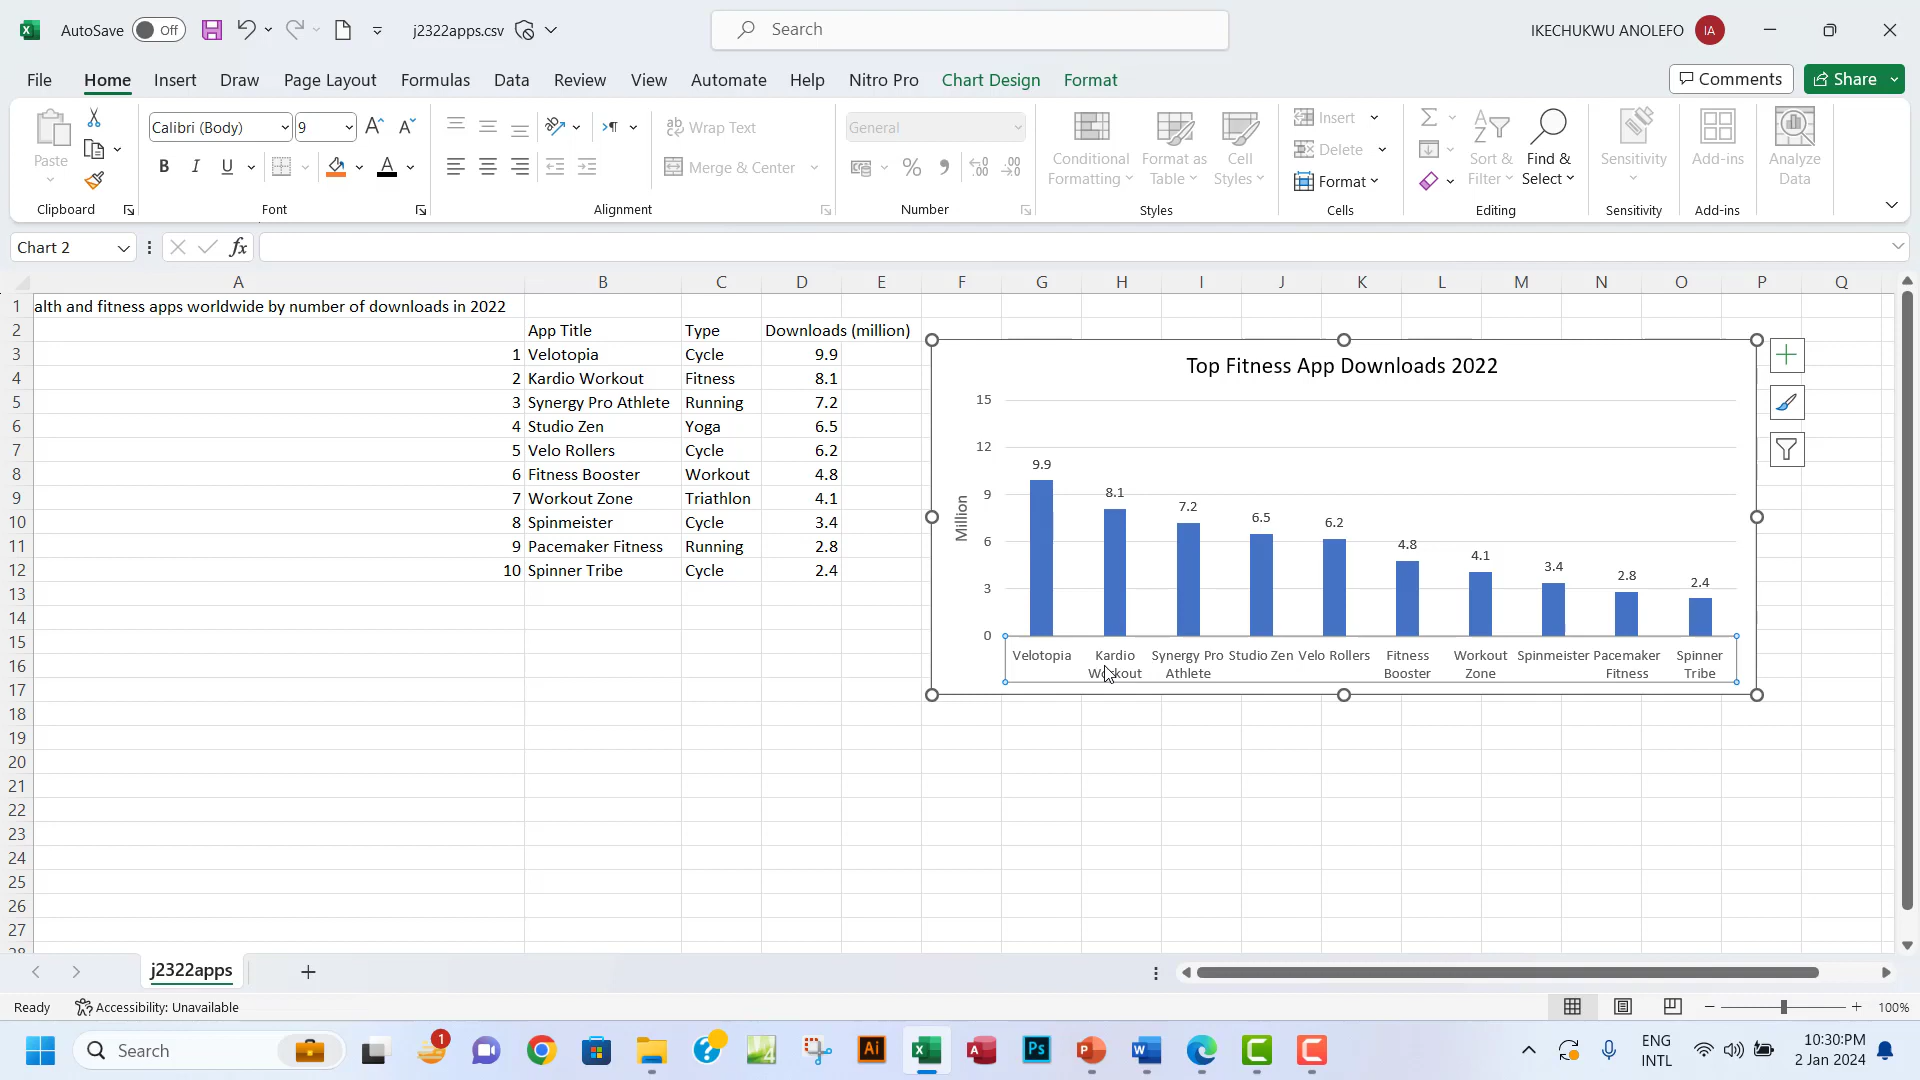 AutoSave Off j2322apps.csv Search IKECHUKWU ANOLEFO IA
File Home Insert Draw Page Layout Formulas Data Review View Automate Help Nitro Pro Chart Design Format Comments Share
Paste
Clipboard
Calibri (Body) 9
B I U A
Font
ab Wrap Text
Merge & Center
Alignment
General
% ,
Number
Conditional Formatting
Format as Table
Cell Styles
Styles
Insert
Delete
Format
Cells
Sort & Filter
Find & Select
Editing
Sensitivity
Sensitivity
Add-ins
Add-ins
Analyze Data
Chart 2 fx
A B C D E F G H I J K L M N O P Q
1 alth and fitness apps worldwide by number of downloads in 2022
2 App Title Type Downloads (million)
3 1 Velotopia Cycle 9.9
4 2 Kardio Workout Fitness 8.1
5 3 Synergy Pro Athlete Running 7.2
6 4 Studio Zen Yoga 6.5
7 5 Velo Rollers Cycle 6.2
8 6 Fitness Booster Workout 4.8
9 7 Workout Zone Triathlon 4.1
10 8 Spinmeister Cycle 3.4
11 9 Pacemaker Fitness Running 2.8
12 10 Spinner Tribe Cycle 2.4
13
14
15
16
17
18
19
20
21
22
23
24
25
26
27
28
Top Fitness App Downloads 2022
Million
15
12
9
6
3
0
9.9 8.1 7.2 6.5 6.2 4.8 4.1 3.4 2.8 2.4
Velotopia Kardio Workout Synergy Pro Athlete Studio Zen Velo Rollers Fitness Booster Workout Zone Spinmeister Pacemaker Fitness Spinner Tribe
j2322apps
Ready Accessibility: Unavailable 100%
Search 1 Ai Ps ENG 10:30:PM
INTL 2 Jan 2024